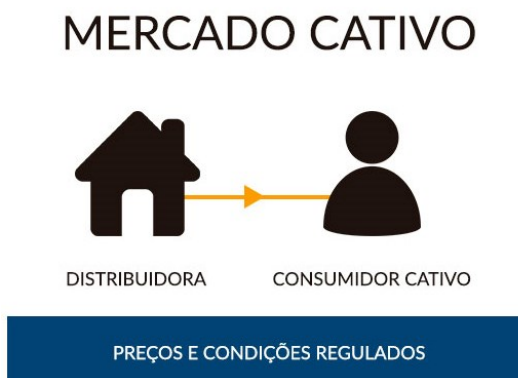 MERCADO CATIVO
DISTRIBUIDORA
CONSUMIDOR CATIVO
PREÇOS E CONDIÇÕES REGULADOS